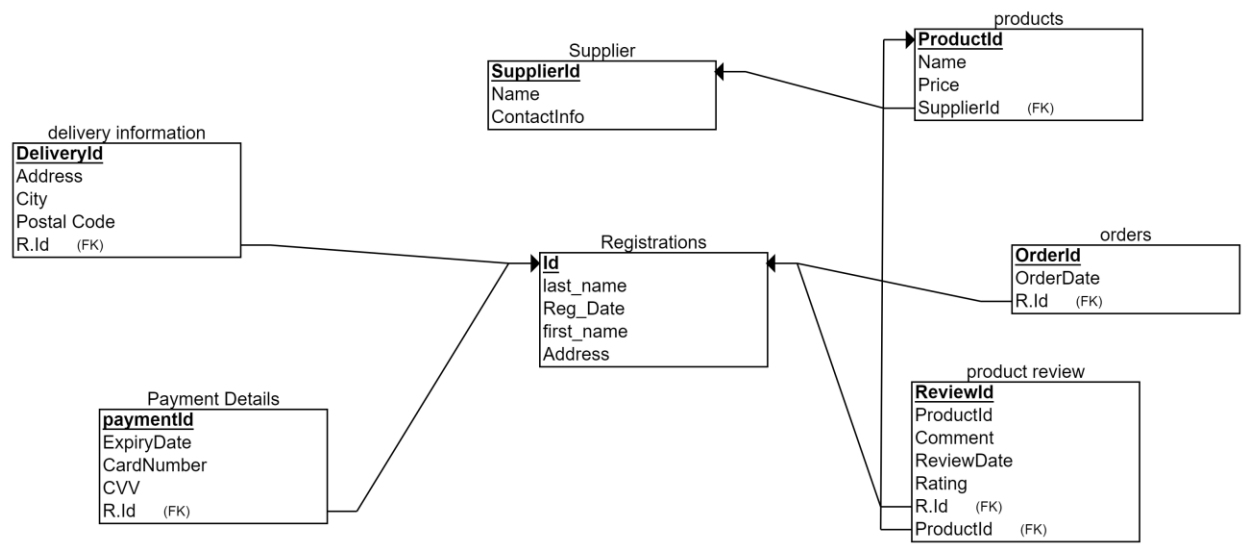 products
ProductId
Name
Price
SupplierId (FK)
Supplier
SupplierId
Name
ContactInfo
delivery information
DeliveryId
Address
City
Postal Code
R.Id (FK)
Registrations
Id
last_name
Reg_Date
first_name
Address
orders
OrderId
OrderDate
R.Id (FK)
Payment Details
paymentId
ExpiryDate
CardNumber
CVV
R.Id (FK)
product review
ReviewId
ProductId
Comment
ReviewDate
Rating
R.Id (FK)
ProductId (FK)